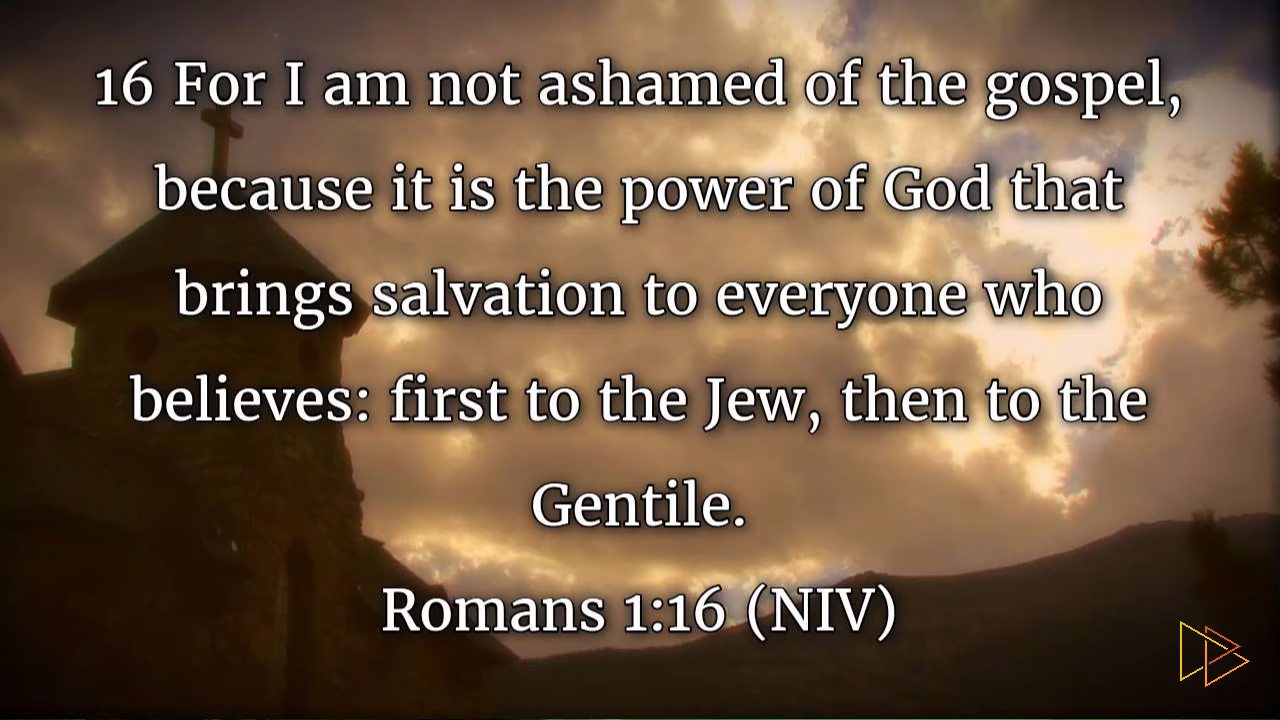 16 For I am not ashamed of the gospel,
because it is the power of God that
brings salvation to everyone who
believes: first to the Jew, then to the
Gentile.
Romans 1:16 (NIV)